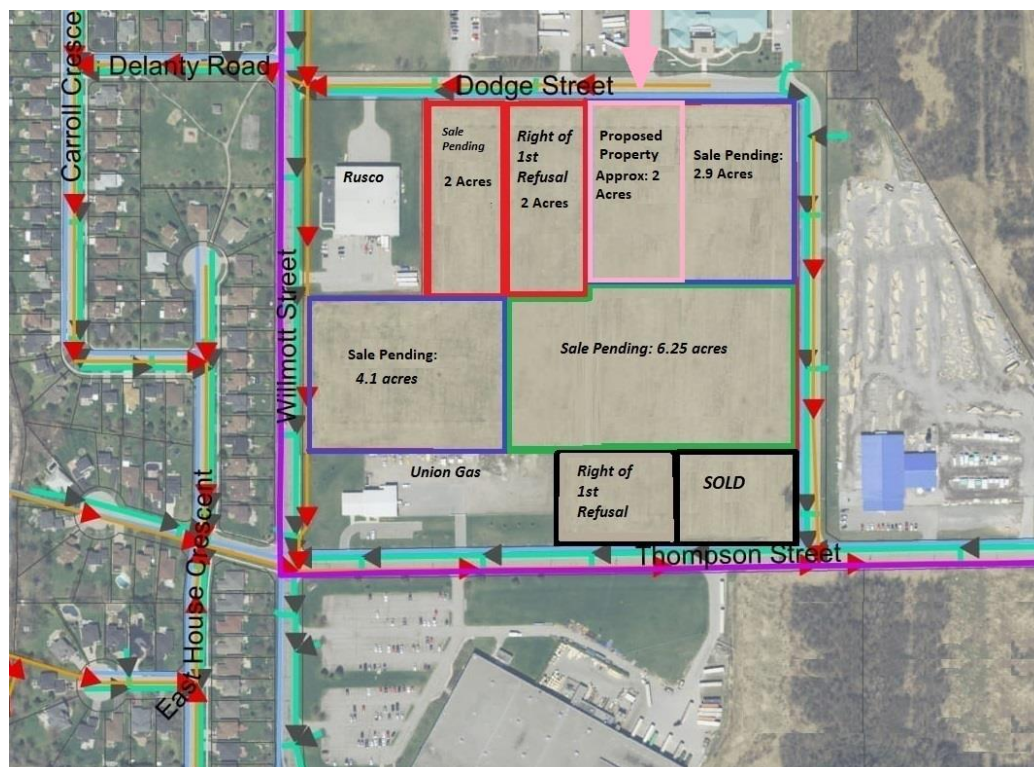 Delanty Road
Dodge Street
Carroll Cresce
Rusco
Sale
Pending
2 Acres
Right of
1st
Refusal
2 Acres
Proposed
Property
Approx: 2
Acres
Sale Pending:
2.9 Acres
Willmott Street
Sale Pending:
4.1 acres
Sale Pending: 6.25 acres
Union Gas
Right of
1st
Refusal
SOLD
Thompson Street
East House Crescent